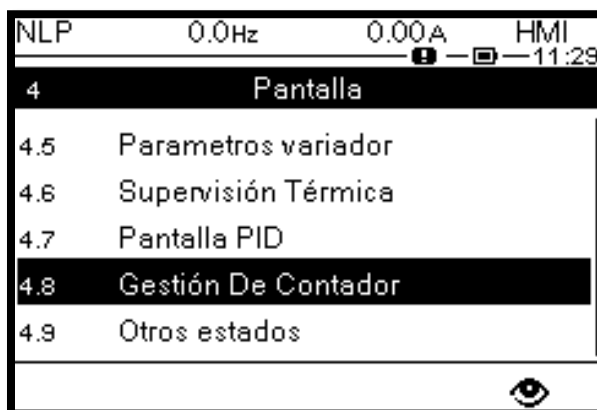 NLP 0.0Hz 0.00A HMI
11:29
4 Pantalla
4.5 Parametros variador
4.6 Supervisión Térmica
4.7 Pantalla PID
4.8 Gestión De Contador
4.9 Otros estados